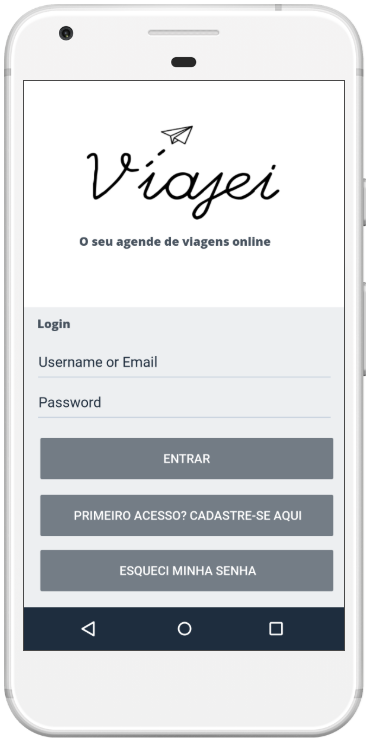 Viajei
O seu agende de viagens online
Login
Username or Email
Password
ENTRAR
PRIMEIRO ACESSO? CADASTRE-SE AQUI
ESQUECI MINHA SENHA